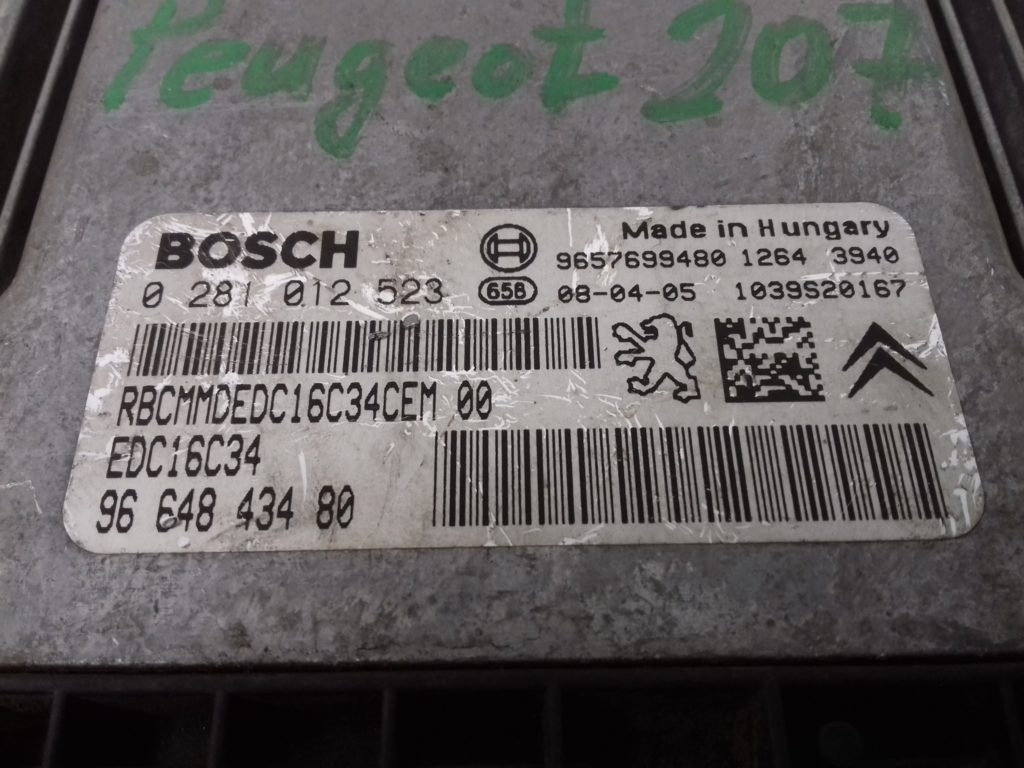 Peugeot 207
BOSCH
0 281 012 523
Made in Hungary
9657699480 1264 3940
658 08-04-05 1039S20167
RBCMMDEDC16C34CEM 00
EDC16C34
96 648 434 80